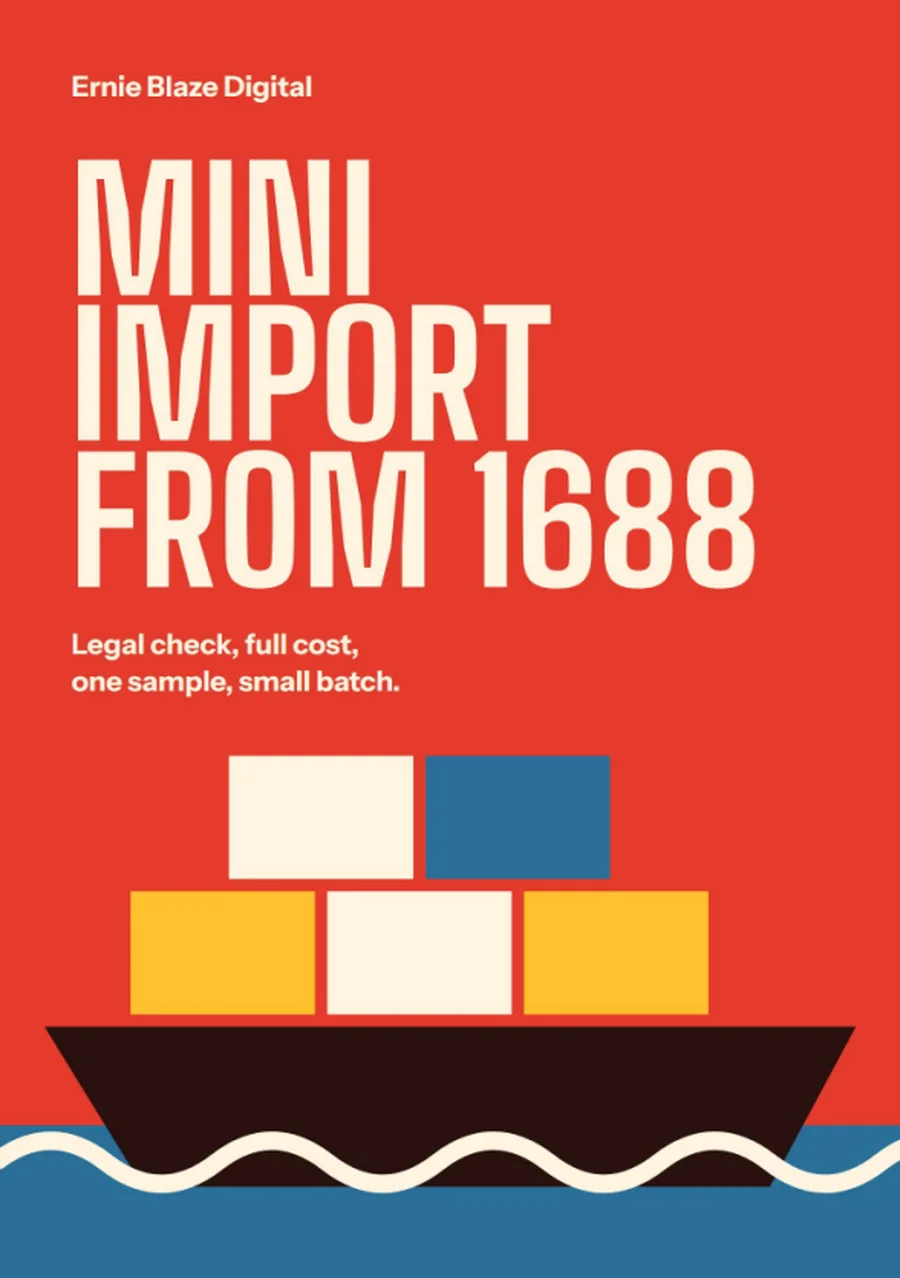 Ernie Blaze Digital
MINI
IMPORT
FROM 1688
Legal check, full cost,
one sample, small batch.